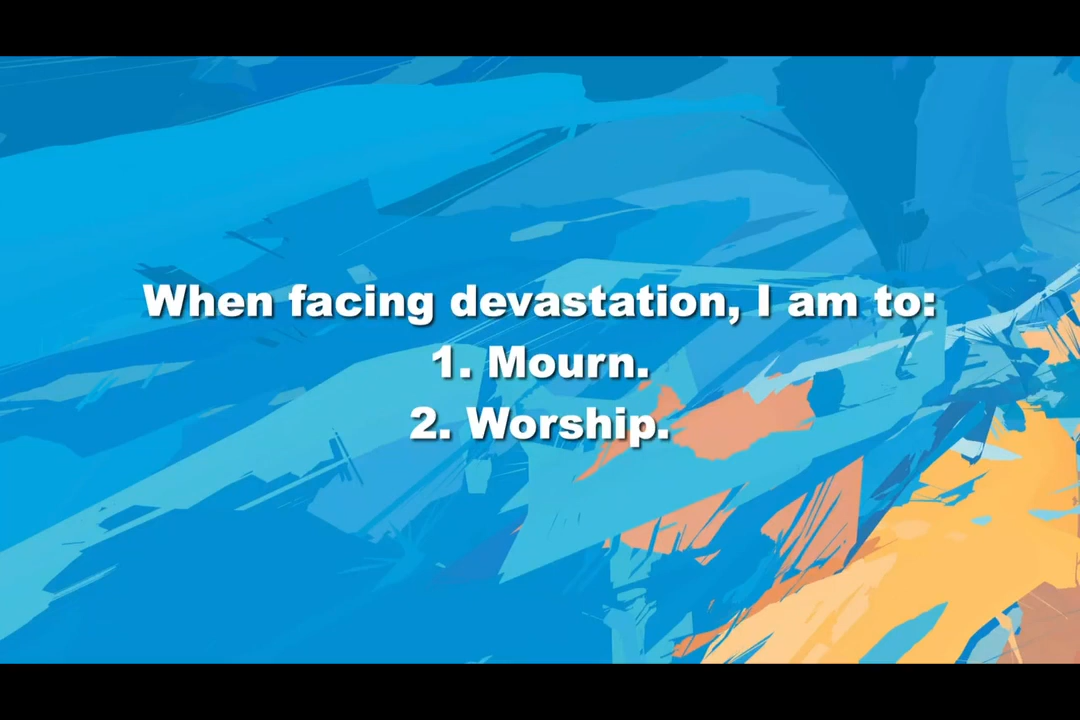 When facing devastation, I am to:
1. Mourn.
2. Worship.